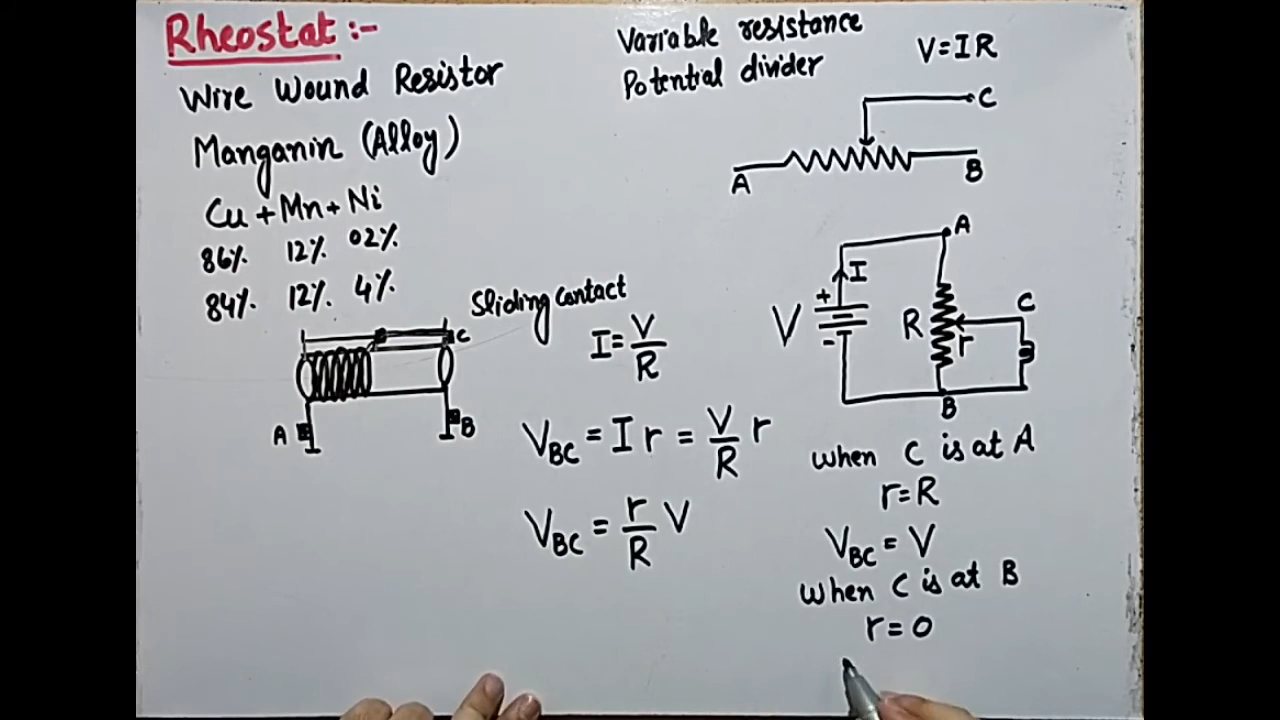 Rheostat :-
Wire Wound Resistor
Manganin (Alloy)
Cu + Mn + Ni
86% 12% 02%
84% 12% 4%
Sliding Contact
C
A
B
I = V/R
V_BC = I r = V/R r
V_BC = r/R V
Variable resistance
Potential divider
V = I R
C
A
B
A
I
+
V
-
R
r
C
B
when C is at A
r = R
V_BC = V
when C is at B
r = 0